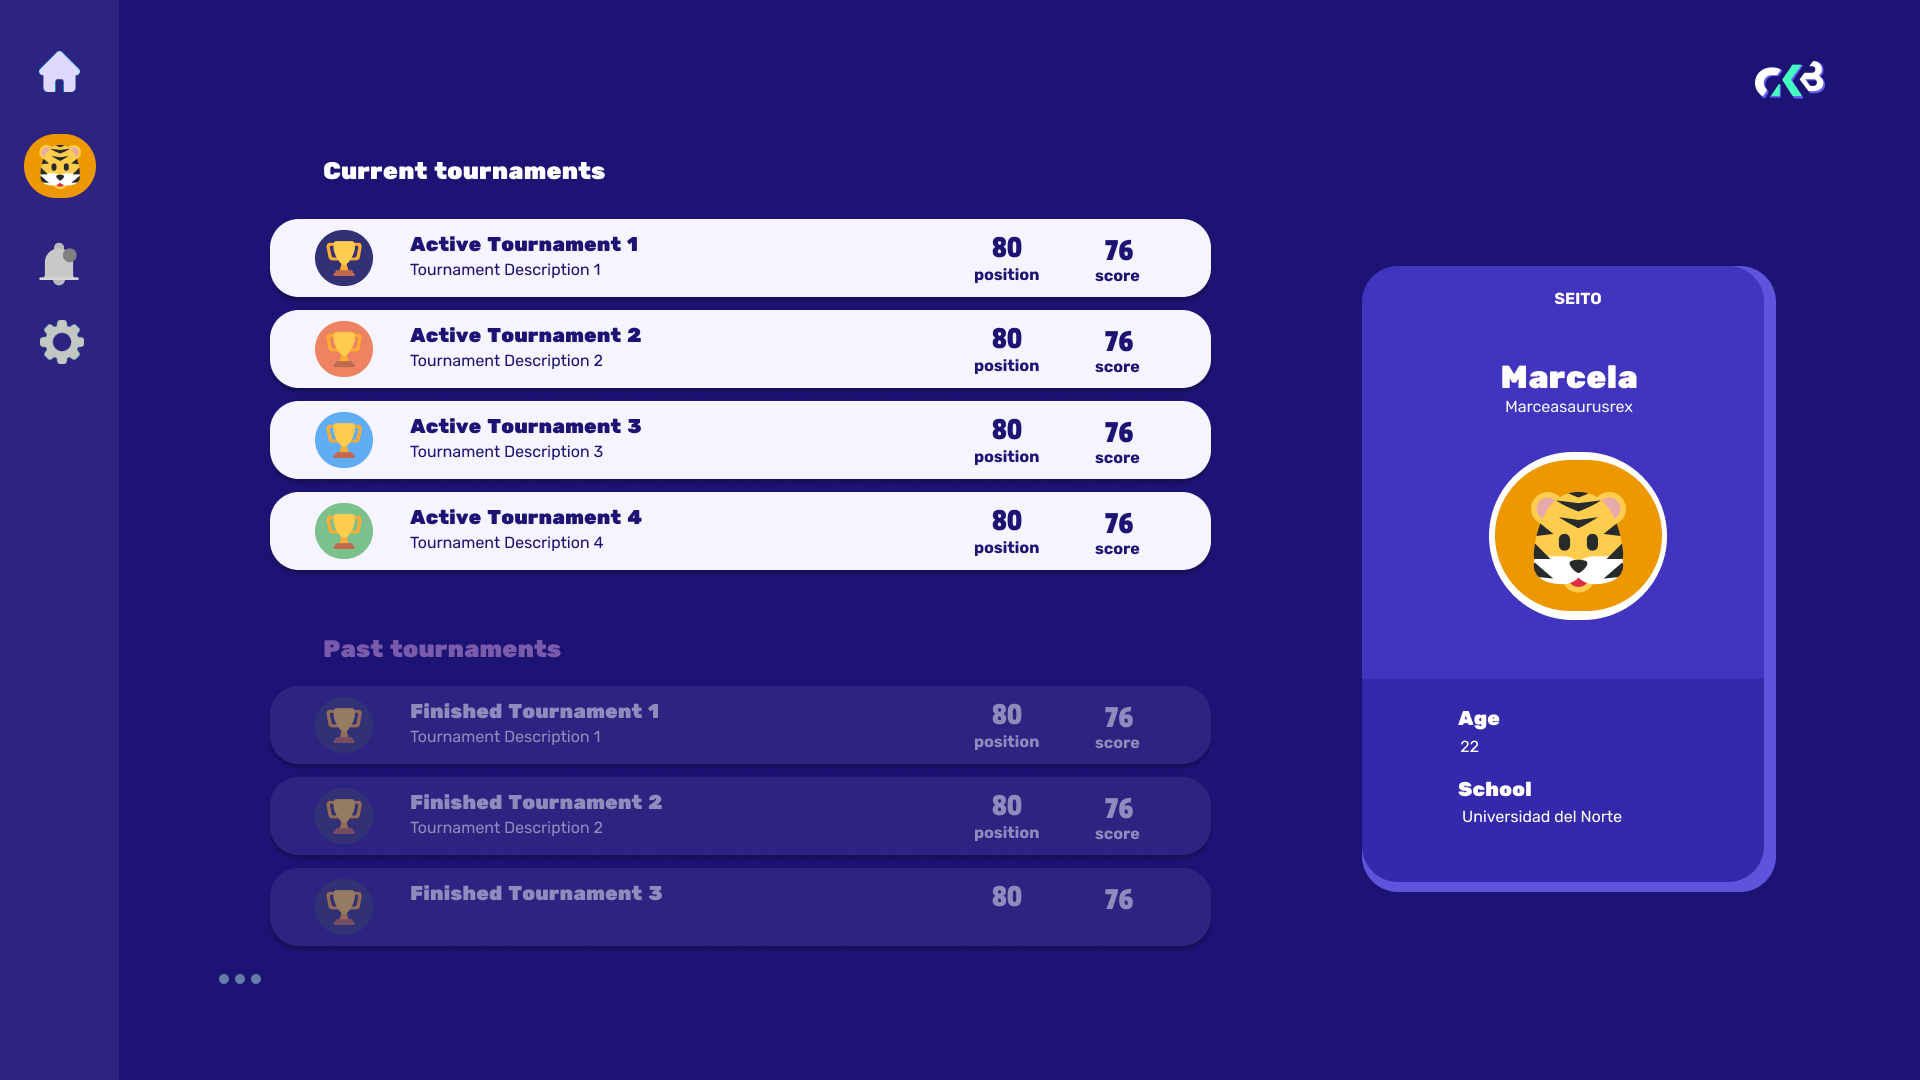 CKB
Current tournaments
Active Tournament 1
Tournament Description 1
80
position
76
score
Active Tournament 2
Tournament Description 2
80
position
76
score
Active Tournament 3
Tournament Description 3
80
position
76
score
Active Tournament 4
Tournament Description 4
80
position
76
score
Past tournaments
Finished Tournament 1
Tournament Description 1
80
position
76
score
Finished Tournament 2
Tournament Description 2
80
position
76
score
Finished Tournament 3
80
76
SEITO
Marcela
Marceasaurusrex
Age
22
School
Universidad del Norte